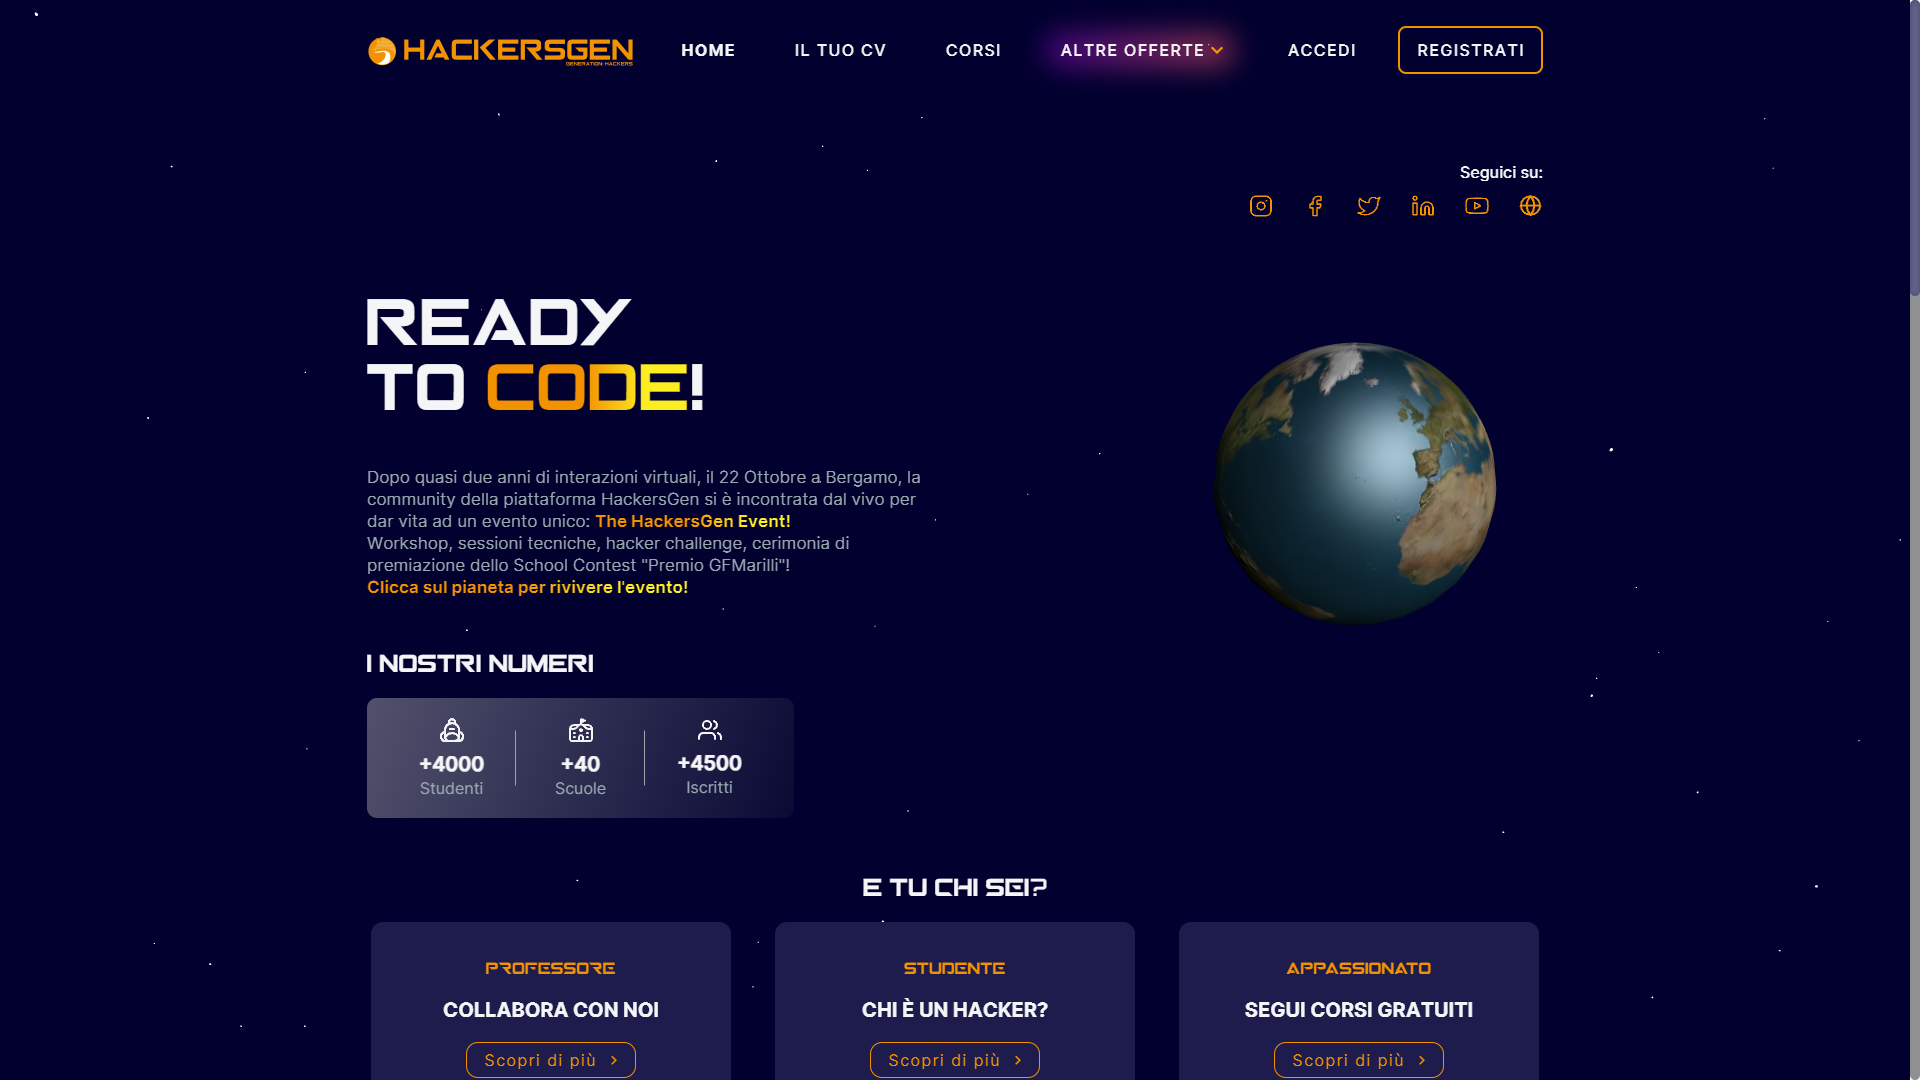 HACKERSGEN
GENERATION HACKERS
HOME
IL TUO CV
CORSI
ALTRE OFFERTE
ACCEDI
REGISTRATI
Seguici su:
READY
TO CODE!
Dopo quasi due anni di interazioni virtuali, il 22 Ottobre a Bergamo, la
community della piattaforma HackersGen si è incontrata dal vivo per
dar vita ad un evento unico: The HackersGen Event!
Workshop, sessioni tecniche, hacker challenge, cerimonia di
premiazione dello School Contest "Premio GFMarilli"!
Clicca sul pianeta per rivivere l'evento!
I NOSTRI NUMERI
+4000
Studenti
+40
Scuole
+4500
Iscritti
E TU CHI SEI?
PROFESSORE
COLLABORA CON NOI
Scopri di più
STUDENTE
CHI È UN HACKER?
Scopri di più
APPASSIONATO
SEGUI CORSI GRATUITI
Scopri di più